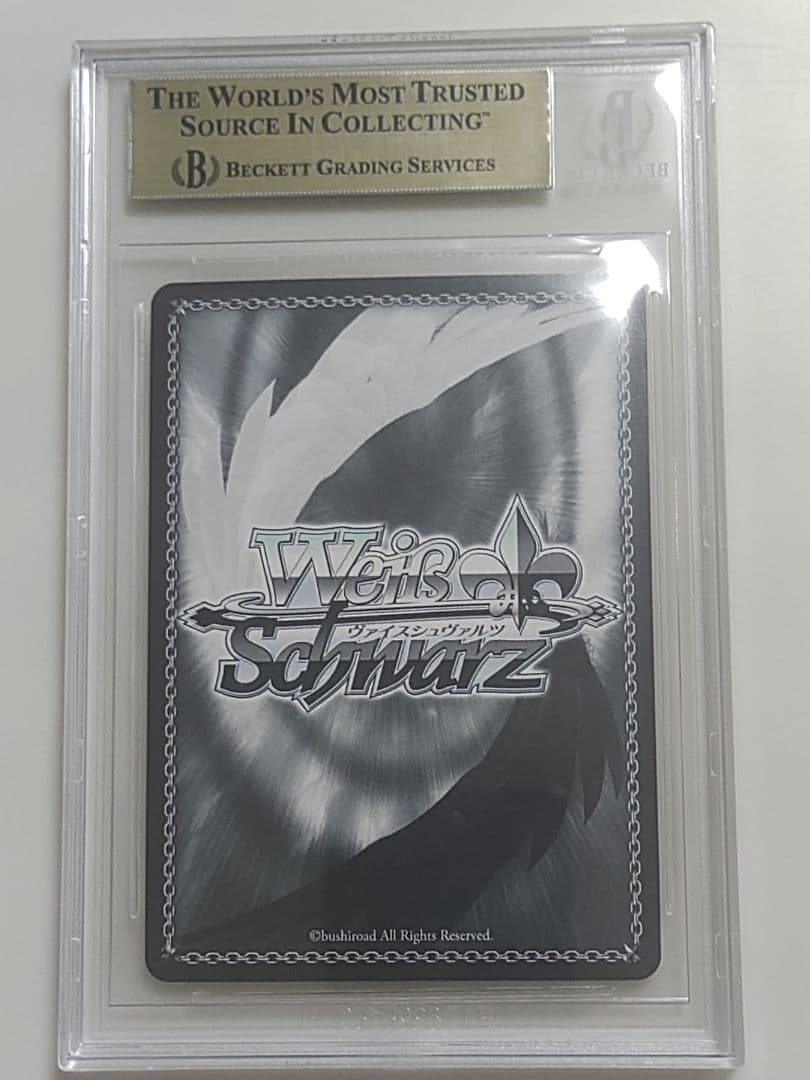 THE WORLD'S MOST TRUSTED
SOURCE IN COLLECTING™
B BECKETT GRADING SERVICES
B
BECKETT
Weiß
ヴァイスシュヴァルツ
Schwarz
©bushiroad All Rights Reserved.